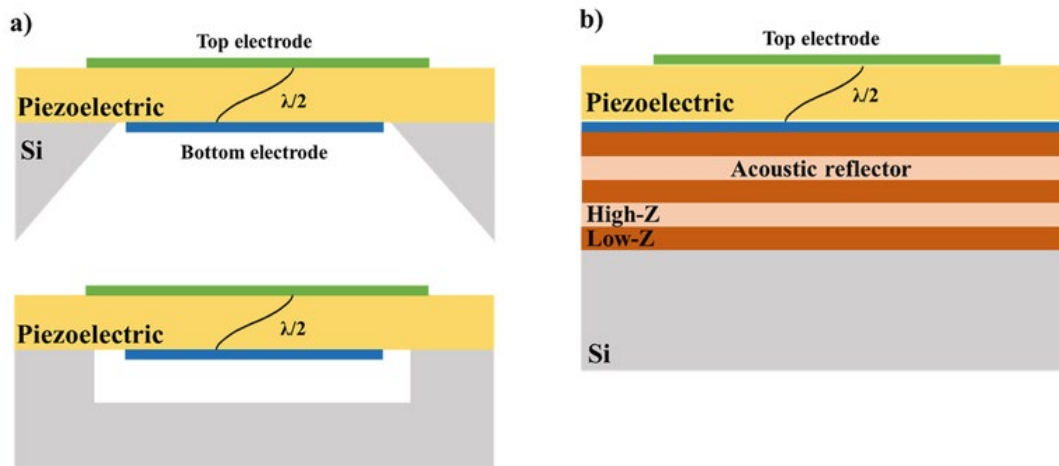 a)
Top electrode
λ/2
Piezoelectric
Si
Bottom electrode
λ/2
Piezoelectric
b)
Top electrode
λ/2
Piezoelectric
Acoustic reflector
High-Z
Low-Z
Si